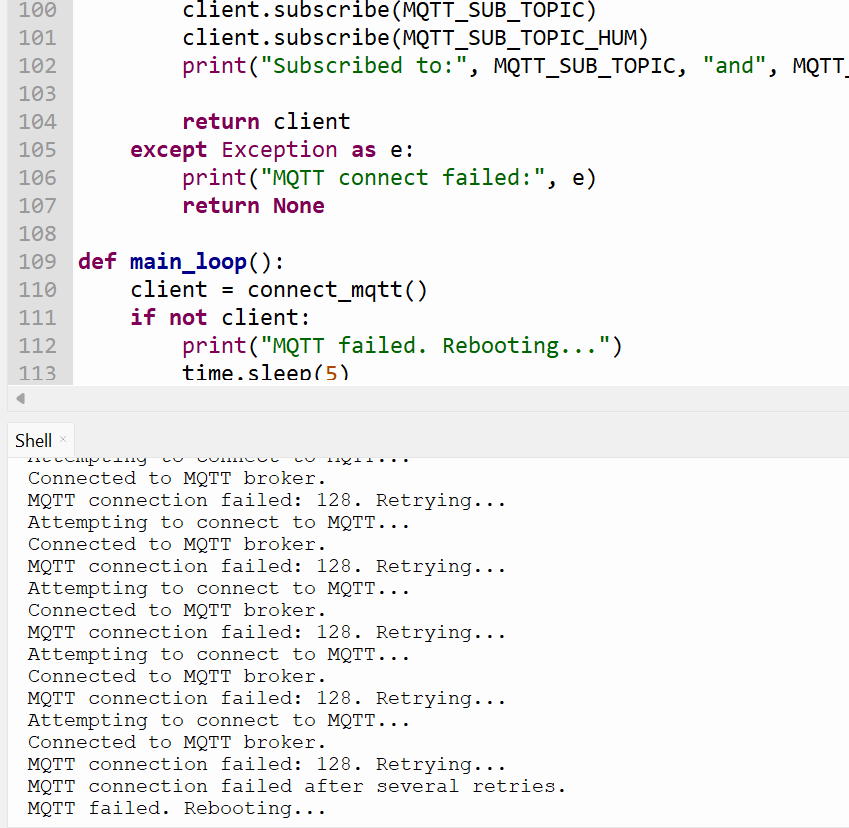 100 client.subscribe(MQTT_SUB_TOPIC)
101 client.subscribe(MQTT_SUB_TOPIC_HUM)
102 print("Subscribed to:", MQTT_SUB_TOPIC, "and", MQTT_
103
104 return client
105 except Exception as e:
106 print("MQTT connect failed:", e)
107 return None
108
109 def main_loop():
110 client = connect_mqtt()
111 if not client:
112 print("MQTT failed. Rebooting...")
113 time.sleep(5)
Shell ×
Attempting to connect to MQTT...
Connected to MQTT broker.
MQTT connection failed: 128. Retrying...
Attempting to connect to MQTT...
Connected to MQTT broker.
MQTT connection failed: 128. Retrying...
Attempting to connect to MQTT...
Connected to MQTT broker.
MQTT connection failed: 128. Retrying...
Attempting to connect to MQTT...
Connected to MQTT broker.
MQTT connection failed: 128. Retrying...
Attempting to connect to MQTT...
Connected to MQTT broker.
MQTT connection failed: 128. Retrying...
MQTT connection failed after several retries.
MQTT failed. Rebooting...